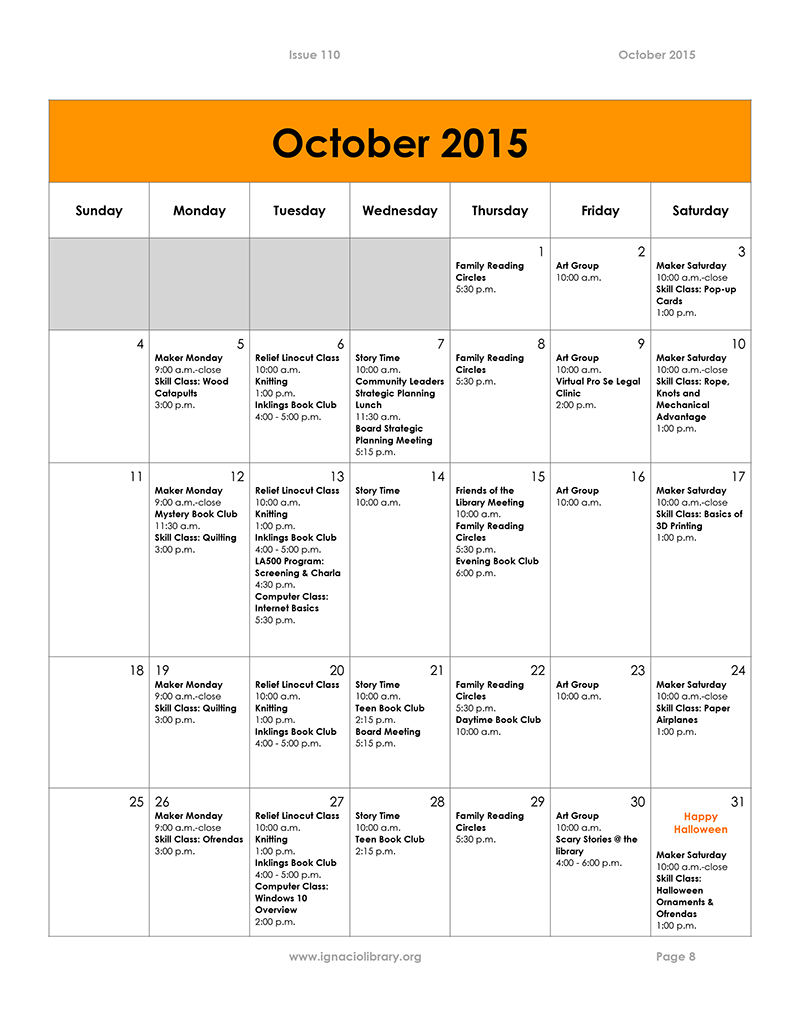 Issue 110
October 2015
October 2015
Sunday
Monday
Tuesday
Wednesday
Thursday
Friday
Saturday
1
Family Reading
Circles
5:30 p.m.
2
Art Group
10:00 a.m.
3
Maker Saturday
10:00 a.m.-close
Skill Class: Pop-up
Cards
1:00 p.m.
4
5
Maker Monday
9:00 a.m.-close
Skill Class: Wood
Catapults
3:00 p.m.
6
Relief Linocut Class
10:00 a.m.
Knitting
1:00 p.m.
Inklings Book Club
4:00 - 5:00 p.m.
7
Story Time
10:00 a.m.
Community Leaders
Strategic Planning
Lunch
11:30 a.m.
Board Strategic
Planning Meeting
5:15 p.m.
8
Family Reading
Circles
5:30 p.m.
9
Art Group
10:00 a.m.
Virtual Pro Se Legal
Clinic
2:00 p.m.
10
Maker Saturday
10:00 a.m.-close
Skill Class: Rope,
Knots and
Mechanical
Advantage
1:00 p.m.
11
12
Maker Monday
9:00 a.m.-close
Mystery Book Club
11:30 a.m.
Skill Class: Quilting
3:00 p.m.
13
Relief Linocut Class
10:00 a.m.
Knitting
1:00 p.m.
Inklings Book Club
4:00 - 5:00 p.m.
LA500 Program:
Screening & Charla
4:30 p.m.
Computer Class:
Internet Basics
5:30 p.m.
14
Story Time
10:00 a.m.
15
Friends of the
Library Meeting
10:00 a.m.
Family Reading
Circles
5:30 p.m.
Evening Book Club
6:00 p.m.
16
Art Group
10:00 a.m.
17
Maker Saturday
10:00 a.m.-close
Skill Class: Basics of
3D Printing
1:00 p.m.
18
19
Maker Monday
9:00 a.m.-close
Skill Class: Quilting
3:00 p.m.
20
Relief Linocut Class
10:00 a.m.
Knitting
1:00 p.m.
Inklings Book Club
4:00 - 5:00 p.m.
21
Story Time
10:00 a.m.
Teen Book Club
2:15 p.m.
Board Meeting
5:15 p.m.
22
Family Reading
Circles
5:30 p.m.
Daytime Book Club
10:00 a.m.
23
Art Group
10:00 a.m.
24
Maker Saturday
10:00 a.m.-close
Skill Class: Paper
Airplanes
1:00 p.m.
25
26
Maker Monday
9:00 a.m.-close
Skill Class: Ofrendas
3:00 p.m.
27
Relief Linocut Class
10:00 a.m.
Knitting
1:00 p.m.
Inklings Book Club
4:00 - 5:00 p.m.
Computer Class:
Windows 10
Overview
2:00 p.m.
28
Story Time
10:00 a.m.
Teen Book Club
2:15 p.m.
29
Family Reading
Circles
5:30 p.m.
30
Art Group
10:00 a.m.
Scary Stories @ the
library
4:00 - 6:00 p.m.
31
Happy
Halloween
Maker Saturday
10:00 a.m.-close
Skill Class:
Halloween
Ornaments &
Ofrendas
1:00 p.m.
www.ignaciolibrary.org
Page 8